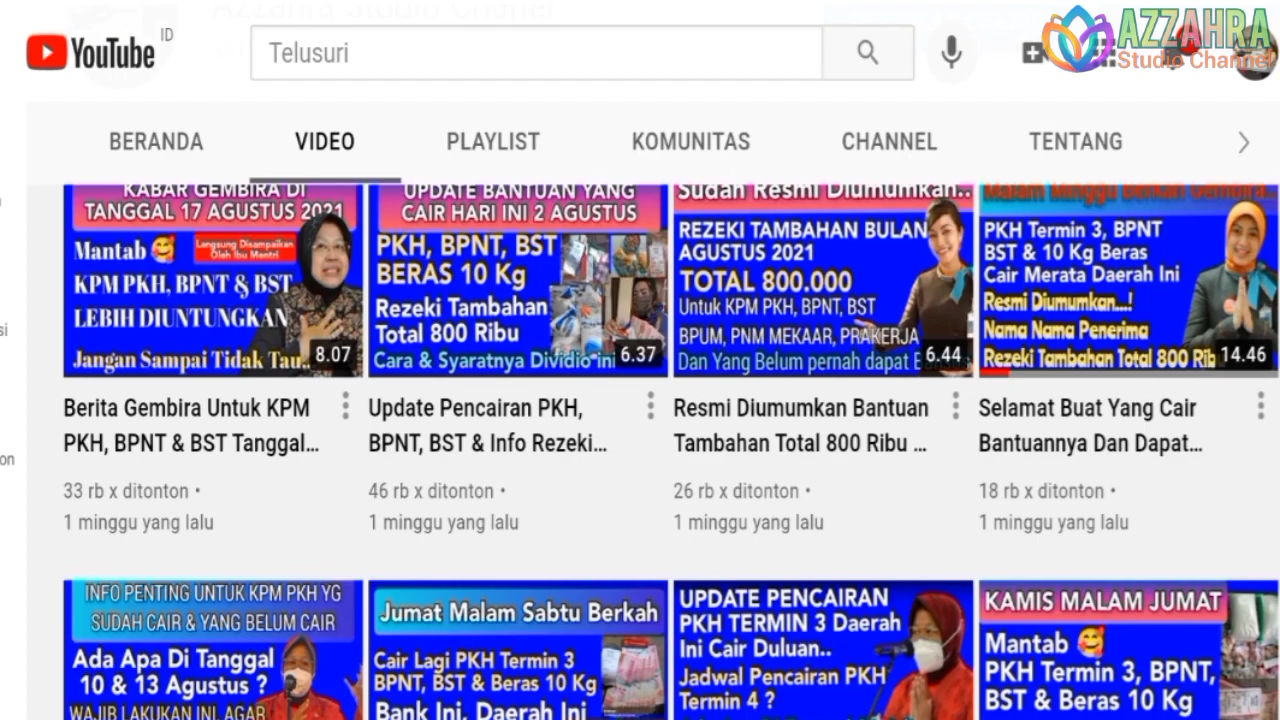 YouTube ID
Telusuri
AZZAHRA
Studio Channel
BERANDA VIDEO PLAYLIST KOMUNITAS CHANNEL TENTANG
KABAR GEMBIRA DI
TANGGAL 17 AGUSTUS 2021
Mantab
Langsung Disampaikan
Oleh Ibu Mentri
KPM PKH, BPNT & BST
LEBIH DIUNTUNGKAN
Jangan Sampai Tidak Tau..
8.07
UPDATE BANTUAN YANG
CAIR HARI INI 2 AGUSTUS
PKH, BPNT, BST
BERAS 10 Kg
Rezeki Tambahan
Total 800 Ribu
Cara & Syaratnya Dividio ini
6.37
Sudah Resmi Diumumkan..
REZEKI TAMBAHAN BULAN
AGUSTUS 2021
TOTAL 800.000
Untuk KPM PKH, BPNT, BST
BPUM, PNM MEKAAR, PRAKERJA
Dan Yang Belum pernah dapat
6.44
Malam Minggu Berkah Gembira..
PKH Termin 3, BPNT
BST & 10 Kg Beras
Cair Merata Daerah Ini
Resmi Diumumkan...!
Nama Nama Penerima
Rezeki Tambahan Total 800 Rib
14.46
Berita Gembira Untuk KPM
PKH, BPNT & BST Tanggal...
33 rb x ditonton •
1 minggu yang lalu
Update Pencairan PKH,
BPNT, BST & Info Rezeki...
46 rb x ditonton •
1 minggu yang lalu
Resmi Diumumkan Bantuan
Tambahan Total 800 Ribu ...
26 rb x ditonton •
1 minggu yang lalu
Selamat Buat Yang Cair
Bantuannya Dan Dapat...
18 rb x ditonton •
1 minggu yang lalu
si
on
INFO PENTING UNTUK KPM PKH YG
SUDAH CAIR & YANG BELUM CAIR
Ada Apa Di Tanggal
10 & 13 Agustus ?
WAJIB LAKUKAN INI, AGAR
Jumat Malam Sabtu Berkah
Cair Lagi PKH Termin 3
BPNT, BST & Beras 10 Kg
Bank Ini, Daerah Ini
UPDATE PENCAIRAN
PKH TERMIN 3 Daerah
Ini Cair Duluan..
Jadwal Pencairan PKH
Termin 4 ?
KAMIS MALAM JUMAT
Mantab
PKH Termin 3, BPNT,
BST & Beras 10 Kg